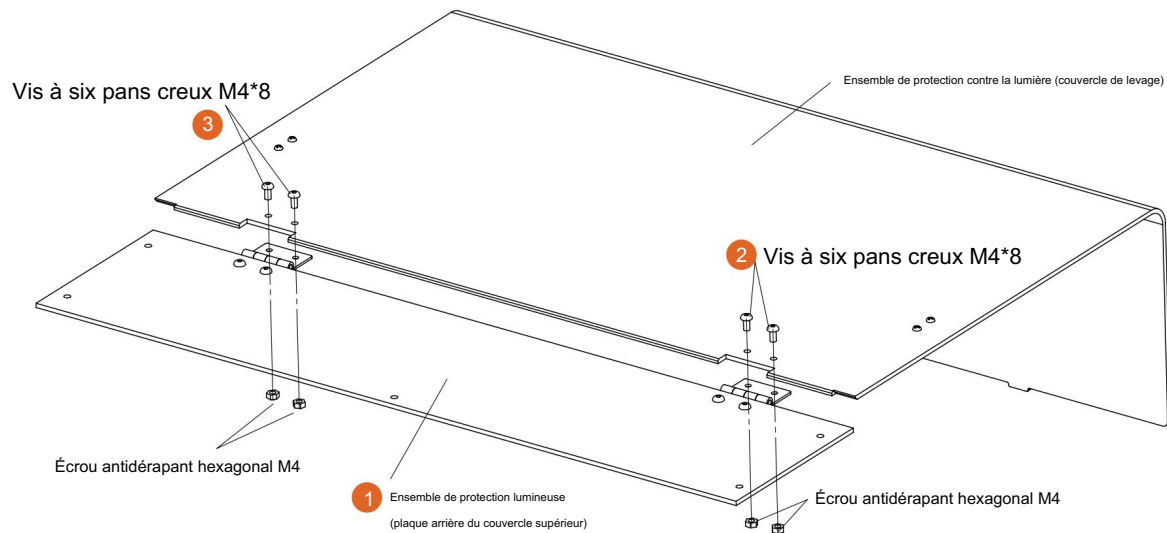 Ensemble de protection contre la lumière (couvercle de levage)
Vis à six pans creux M4*8
3
2 Vis à six pans creux M4*8
Écrou antidérapant hexagonal M4
1 Ensemble de protection lumineuse
(plaque arrière du couvercle supérieur)
Écrou antidérapant hexagonal M4